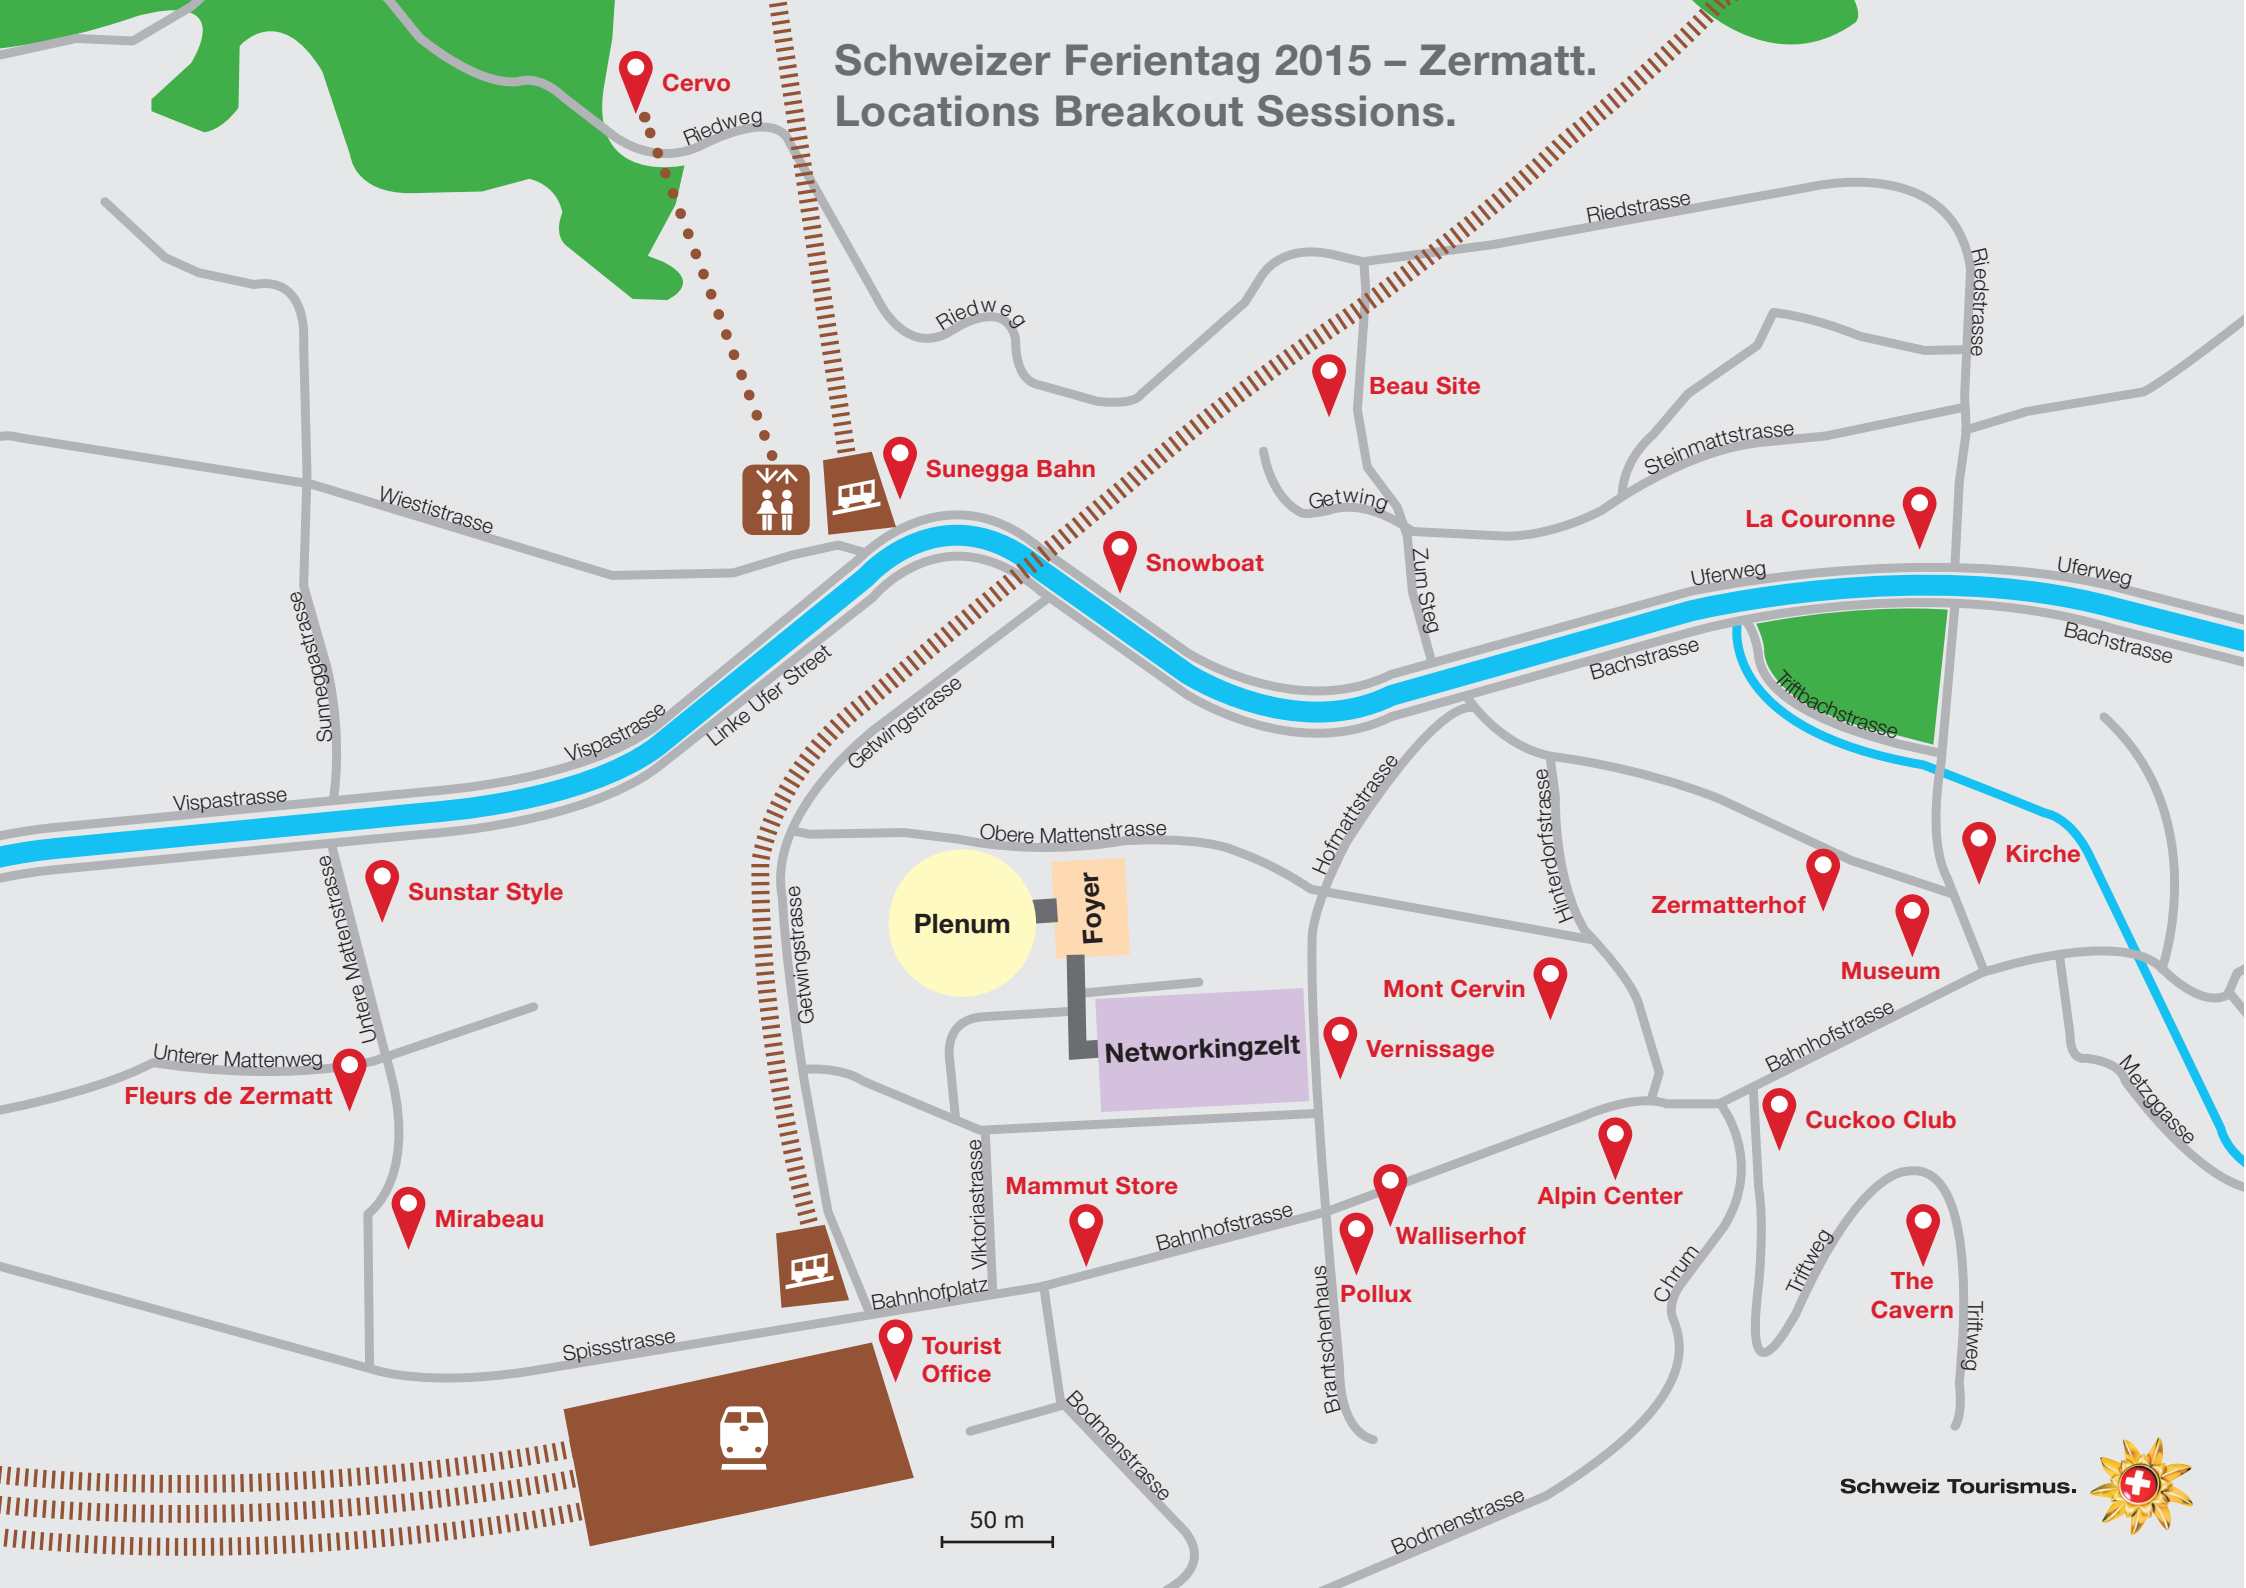 Schweizer Ferientag 2015 – Zermatt.
Locations Breakout Sessions.
Cervo
Riedweg
Riedstrasse
Riedstrasse
Riedweg
Beau Site
Sunegga Bahn
Steinmattstrasse
Wiestistrasse
Getwing
La Couronne
Snowboat
Zum Steg
Uferweg
Uferweg
Sunneggastrasse
Bachstrasse
Bachstrasse
Linke Ufer Street
Vispastrasse
Getwingstrasse
Triftbachstrasse
Vispastrasse
Obere Mattenstrasse
Hofmattstrasse
Hinterdorfstrasse
Kirche
Sunstar Style
Untere Mattenstrasse
Plenum
Foyer
Zermatterhof
Museum
Getwingstrasse
Mont Cervin
Unterer Mattenweg
Fleurs de Zermatt
Networkingzelt
Vernissage
Bahnhofstrasse
Metzggasse
Cuckoo Club
Mirabeau
Viktoriastrasse
Mammut Store
Alpin Center
Bahnhofstrasse
Walliserhof
Pollux
Brantschenhaus
Chrum
Triftweg
The
Cavern
Triftweg
Bahnhofplatz
Spissstrasse
Tourist
Office
Bodmenstrasse
Bodmenstrasse
50 m
Schweiz Tourismus.